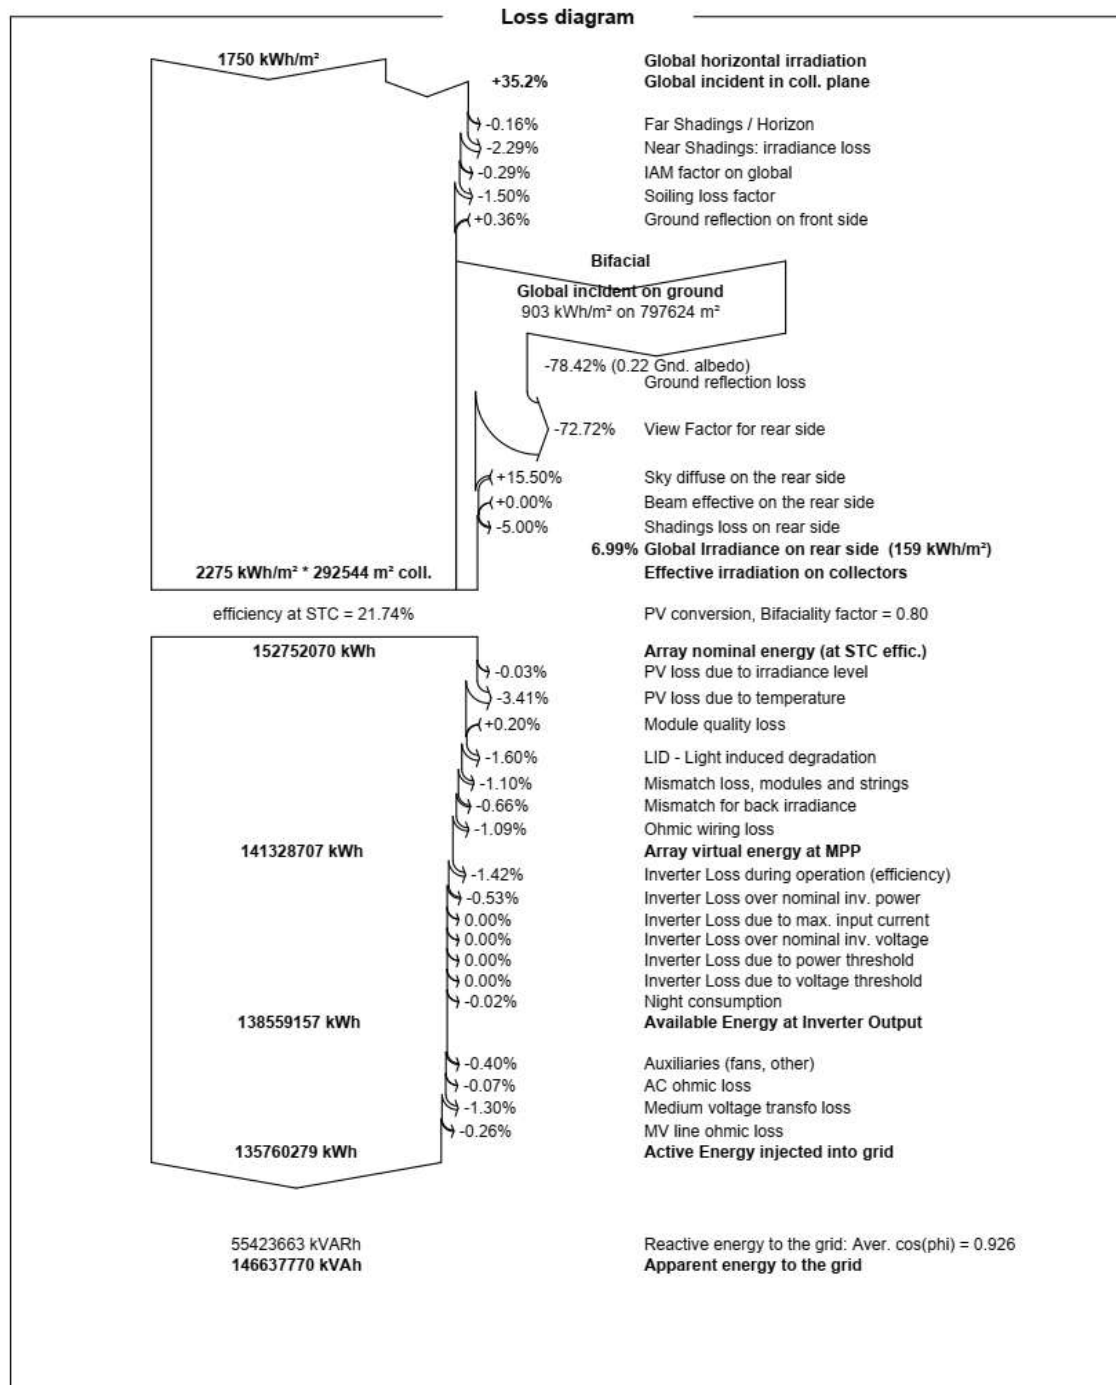 Loss diagram
1750 kWh/m² Global horizontal irradiation
+35.2% Global incident in coll. plane
-0.16% Far Shadings / Horizon
-2.29% Near Shadings: irradiance loss
-0.29% IAM factor on global
-1.50% Soiling loss factor
+0.36% Ground reflection on front side
Bifacial
Global incident on ground
903 kWh/m² on 797624 m²
-78.42% (0.22 Gnd. albedo)
Ground reflection loss
-72.72% View Factor for rear side
+15.50% Sky diffuse on the rear side
+0.00% Beam effective on the rear side
-5.00% Shadings loss on rear side
6.99% Global Irradiance on rear side (159 kWh/m²)
2275 kWh/m² * 292544 m² coll. Effective irradiation on collectors
efficiency at STC = 21.74% PV conversion, Bifaciality factor = 0.80
152752070 kWh Array nominal energy (at STC effic.)
-0.03% PV loss due to irradiance level
-3.41% PV loss due to temperature
+0.20% Module quality loss
-1.60% LID - Light induced degradation
-1.10% Mismatch loss, modules and strings
-0.66% Mismatch for back irradiance
-1.09% Ohmic wiring loss
141328707 kWh Array virtual energy at MPP
-1.42% Inverter Loss during operation (efficiency)
-0.53% Inverter Loss over nominal inv. power
0.00% Inverter Loss due to max. input current
0.00% Inverter Loss over nominal inv. voltage
0.00% Inverter Loss due to power threshold
0.00% Inverter Loss due to voltage threshold
-0.02% Night consumption
138559157 kWh Available Energy at Inverter Output
-0.40% Auxiliaries (fans, other)
-0.07% AC ohmic loss
-1.30% Medium voltage transfo loss
-0.26% MV line ohmic loss
135760279 kWh Active Energy injected into grid
55423663 kVARh Reactive energy to the grid: Aver. cos(phi) = 0.926
146637770 kVAh Apparent energy to the grid